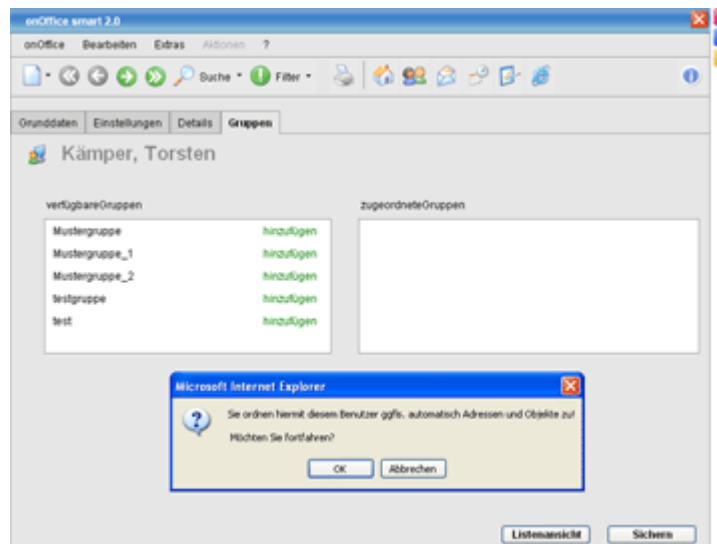 onOffice smart 2.0
onOffice Bearbeiten Extras Aktionen ?
Suche Filter
Grunddaten Einstellungen Details Gruppen
Kämper, Torsten
verfügbareGruppen zugeordneteGruppen
Mustergruppe hinzufügen
Mustergruppe_1 hinzufügen
Mustergruppe_2 hinzufügen
testgruppe hinzufügen
test hinzufügen
Microsoft Internet Explorer
Sie ordnen hiermit diesem Benutzer ggfls. automatisch Adressen und Objekte zu!
Möchten Sie fortfahren?
OK Abbrechen
Listenansicht Sichern